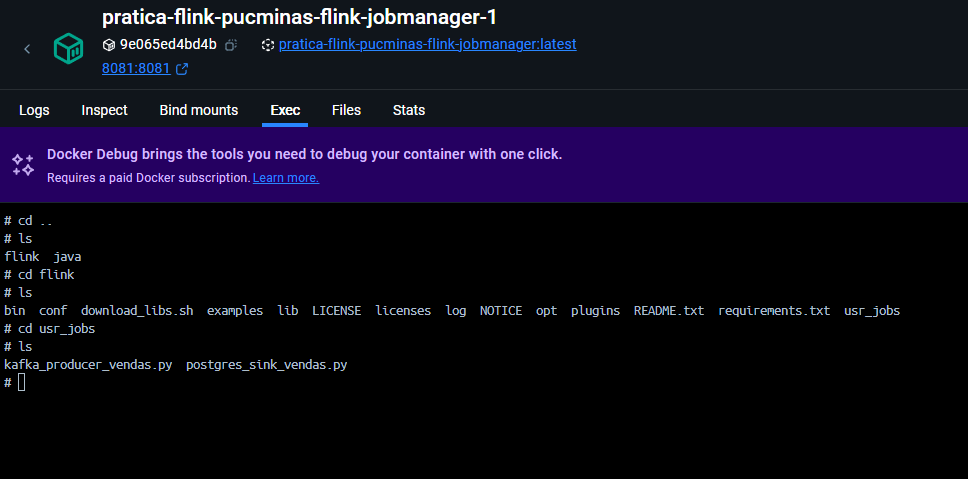 pratica-flink-pucminas-flink-jobmanager-1
9e065ed4bd4b pratica-flink-pucminas-flink-jobmanager:latest
8081:8081
Logs Inspect Bind mounts Exec Files Stats
Docker Debug brings the tools you need to debug your container with one click.
Requires a paid Docker subscription. Learn more.
# cd ..
# ls
flink  java
# cd flink
# ls
bin  conf  download_libs.sh  examples  lib  LICENSE  licenses  log  NOTICE  opt  plugins  README.txt  requirements.txt  usr_jobs
# cd usr_jobs
# ls
kafka_producer_vendas.py  postgres_sink_vendas.py
#